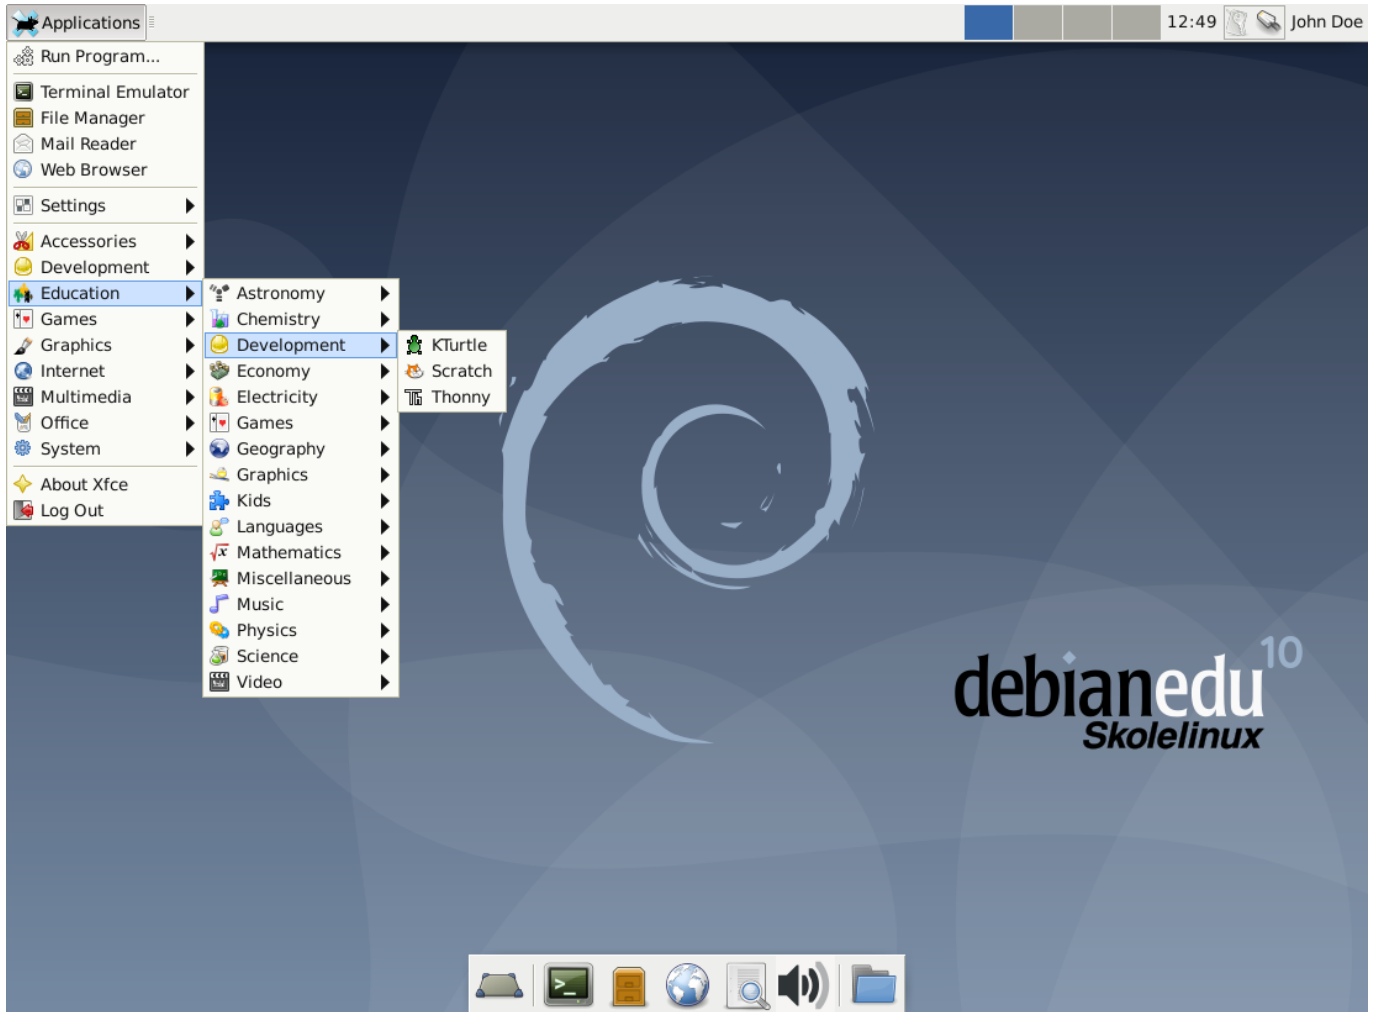 Applications
12:49
John Doe
Run Program...
Terminal Emulator
File Manager
Mail Reader
Web Browser
Settings
Accessories
Development
Education
Games
Graphics
Internet
Multimedia
Office
System
About Xfce
Log Out
Astronomy
Chemistry
Development
Economy
Electricity
Games
Geography
Graphics
Kids
Languages
Mathematics
Miscellaneous
Music
Physics
Science
Video
KTurtle
Scratch
Thonny
debianedu 10
Skolelinux